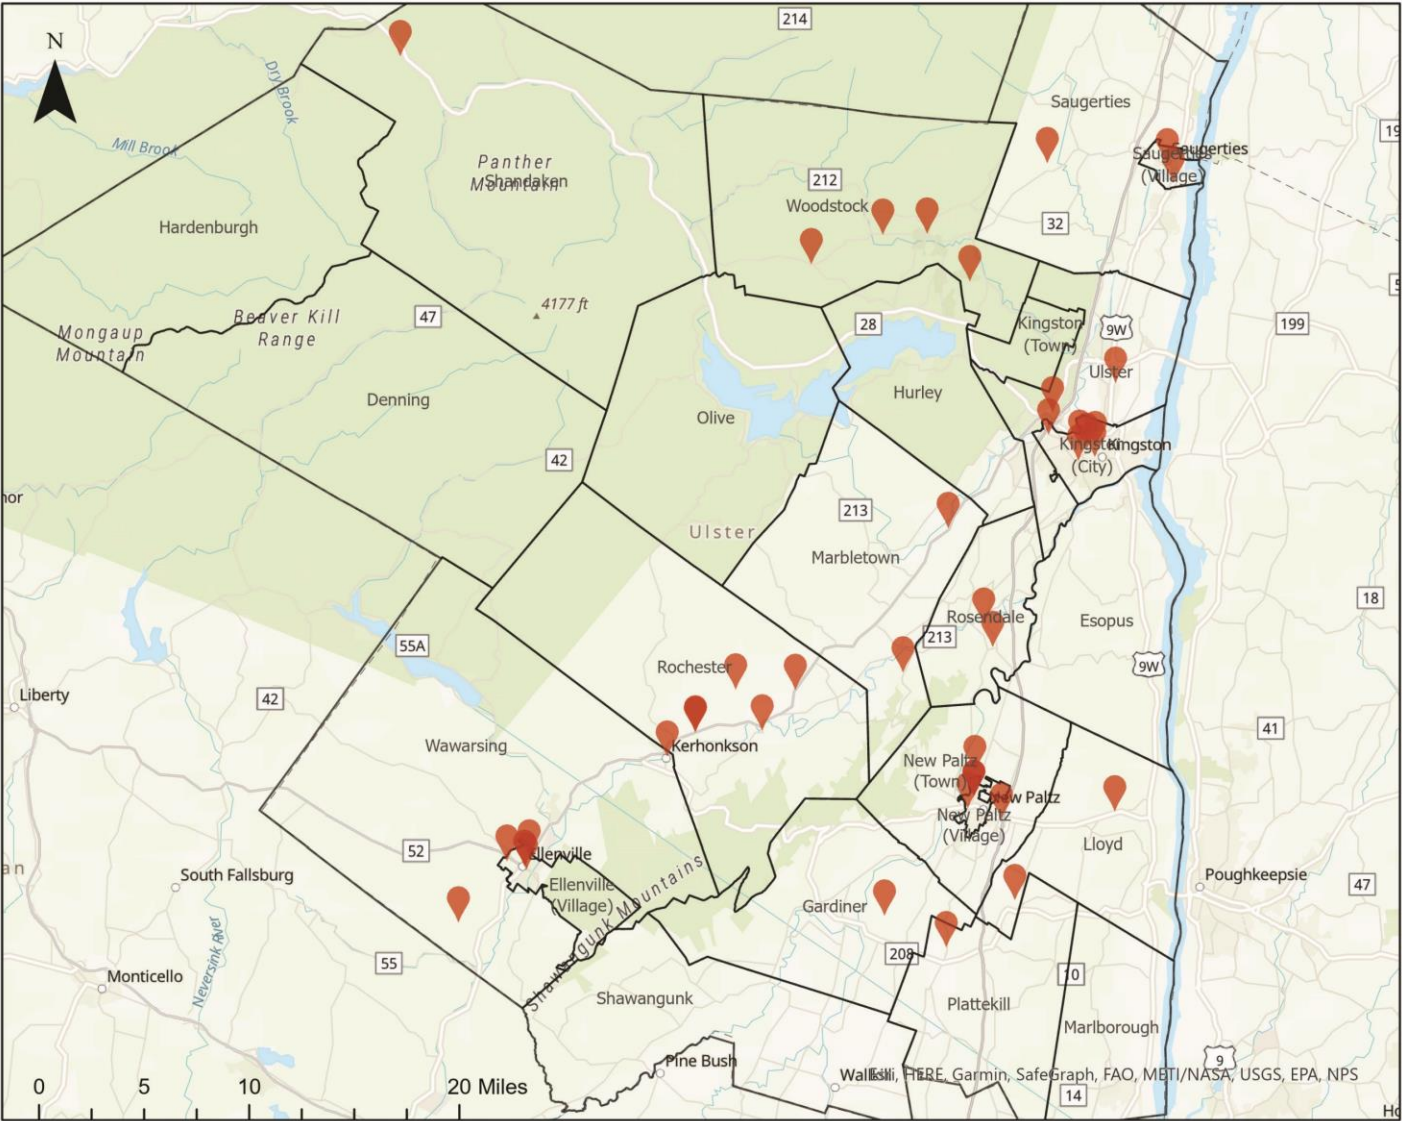 214
N
Saugerties
Dry Brook
19
Mill Brook
Saugerties
Saugerties
(Village)
Panther
Mountain
Shandaken
212
Woodstock
32
Hardenburgh
4177 ft
47
Beaver Kill
Range
Mongaup
Mountain
28
Kingston
(Town)
9W
199
Ulster
Denning
Olive
Hurley
Kingston
Kingston
(City)
42
213
Ulster
Marbletown
18
Rosendale
213
Esopus
55A
9W
Rochester
Liberty
42
41
Wawarsing
Kerhonkson
New Paltz
(Town)
New Paltz
New Paltz
(Village)
Lloyd
52
Ellenville
South Fallsburg
Ellenville
(Village)
Poughkeepsie
47
Shawangunk Mountains
Gardiner
208
Neversink River
55
Monticello
10
Shawangunk
Plattekill
Marlborough
Pine Bush
9
Wallkill
Esri, HERE, Garmin, SafeGraph, FAO, METI/NASA, USGS, EPA, NPS
0 5 10 20 Miles
14